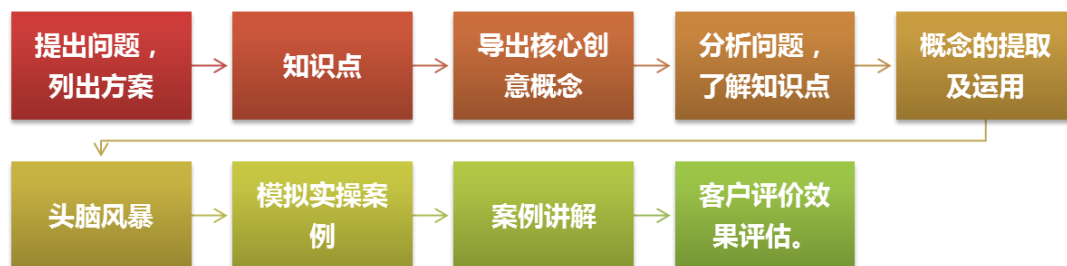 提出问题，
列出方案
知识点
导出核心创
意概念
分析问题，
了解知识点
概念的提取
及运用
头脑风暴
模拟实操案
例
案例讲解
客户评价效
果评估。